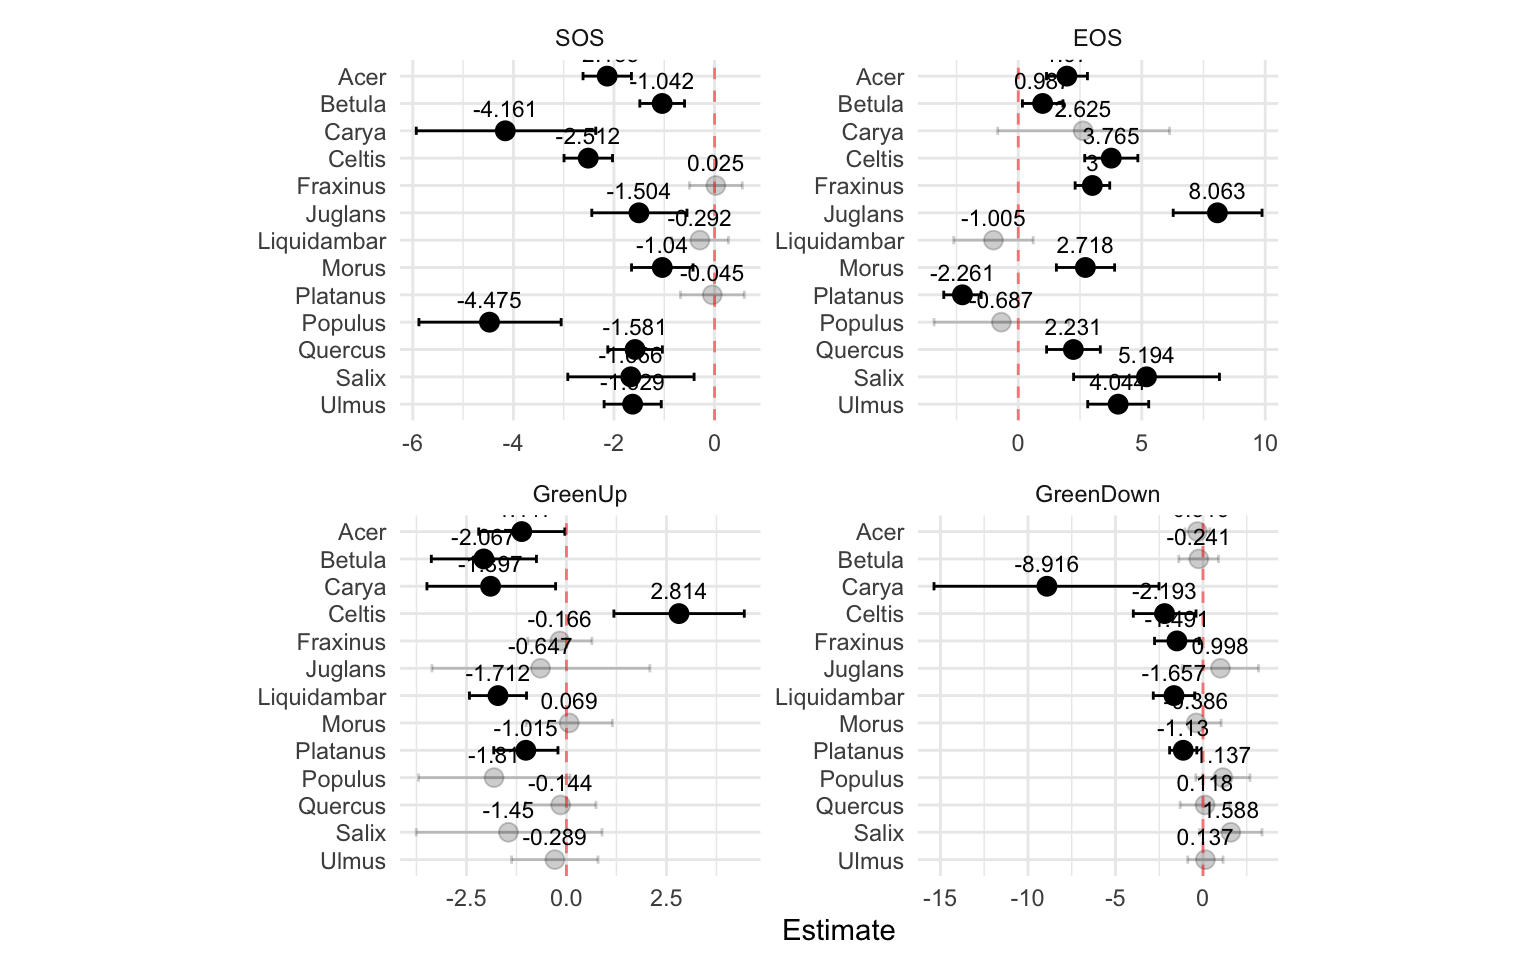 SOS
Acer
Betula
-1.042
Carya
-4.161
Celtis
-2.512
Fraxinus
0.025
Juglans
-1.504
Liquidambar
-0.292
Morus
-1.04
Platanus
-0.045
Populus
-4.475
Quercus
-1.581
Salix
Ulmus
-6 -4 -2 0
EOS
Acer
Betula
0.987
Carya
2.625
Celtis
3.765
Fraxinus
3
Juglans
8.063
Liquidambar
-1.005
Morus
2.718
Platanus
-2.261
Populus
-0.687
Quercus
2.231
Salix
5.194
Ulmus
4.044
0 5 10
GreenUp
Acer
Betula
-2.067
Carya
Celtis
2.814
Fraxinus
-0.166
Juglans
-0.647
Liquidambar
-1.712
Morus
0.069
Platanus
-1.015
Populus
-1.81
Quercus
-0.144
Salix
-1.45
Ulmus
-0.289
-2.5 0.0 2.5
GreenDown
Acer
Betula
-0.241
Carya
-8.916
Celtis
-2.193
Fraxinus
-1.491
Juglans
0.998
Liquidambar
-1.657
Morus
-0.386
Platanus
-1.13
Populus
Quercus
0.118
Salix
1.588
Ulmus
0.137
-15 -10 -5 0
Estimate